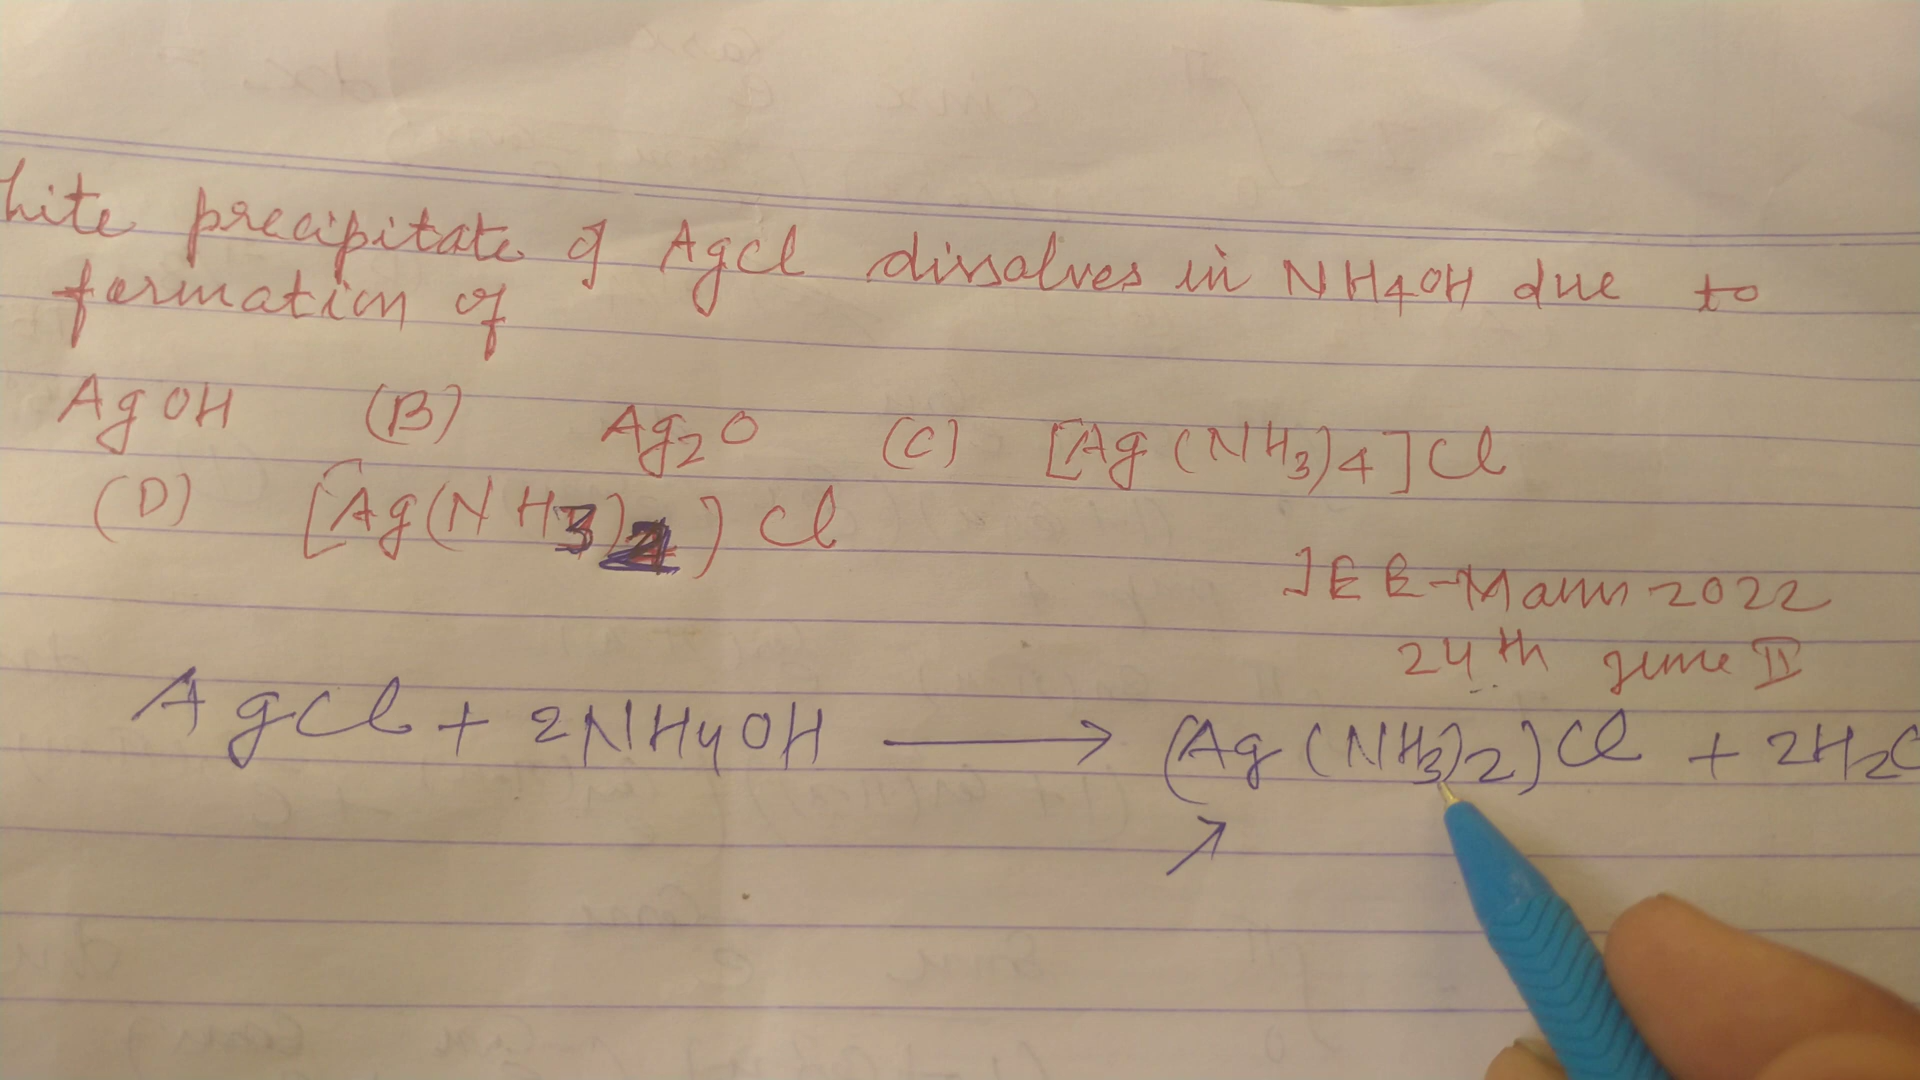 hite precipitate of AgCl dissolves in NH4OH due to
formation of
AgOH (B) Ag2O (C) [Ag(NH3)4]Cl
(D) [Ag(NH3)2]Cl
JEE-Main 2022
24th june II
AgCl + 2NH4OH → (Ag(NH3)2)Cl + 2H2O